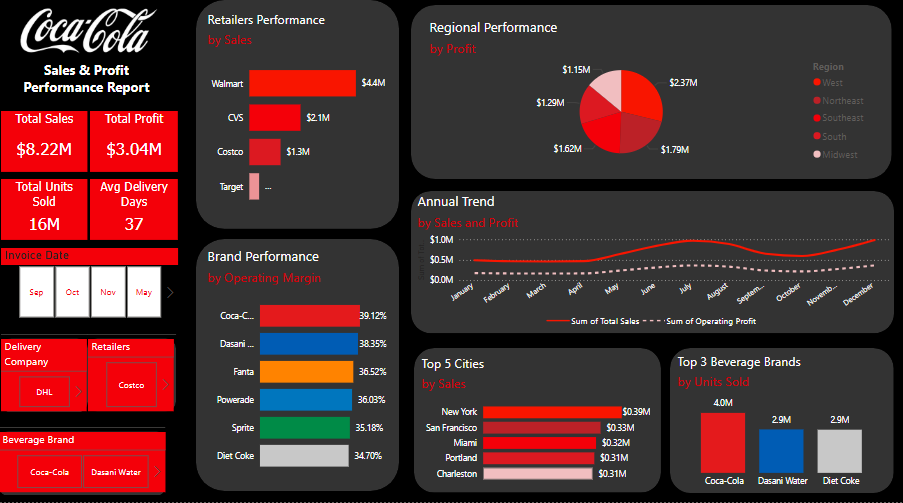 Coca-Cola
Sales & Profit
Performance Report
Total Sales
$8.22M
Total Profit
$3.04M
Total Units
Sold
16M
Avg Delivery
Days
37
Invoice Date
Sep
Oct
Nov
May
Delivery
Company
DHL
Retailers
Costco
Beverage Brand
Coca-Cola
Dasani Water
Retailers Performance
by Sales
Walmart
$4.4M
CVS
$2.1M
Costco
$1.3M
Target
...
Brand Performance
by Operating Margin
Coca-C...
39.12%
Dasani ...
38.35%
Fanta
36.52%
Powerade
36.03%
Sprite
35.18%
Diet Coke
34.70%
Regional Performance
by Profit
$1.15M
$2.37M
$1.29M
$1.62M
$1.79M
Region
West
Northeast
Southeast
South
Midwest
Annual Trend
by Sales and Profit
$1.0M
$0.5M
$0.0M
January
February
March
April
May
June
July
August
Septem...
October
Novemb...
December
Sum of Total Sales
Sum of Operating Profit
Top 5 Cities
by Sales
New York
$0.39M
San Francisco
$0.33M
Miami
$0.32M
Portland
$0.31M
Charleston
$0.31M
Top 3 Beverage Brands
by Units Sold
4.0M
2.9M
2.9M
Coca-Cola
Dasani Water
Diet Coke